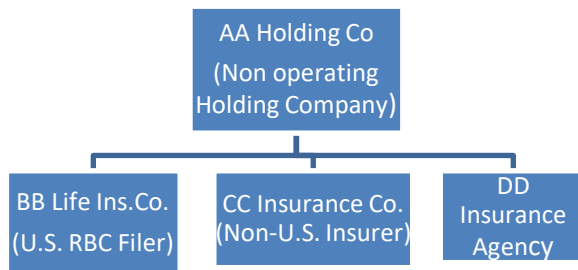 AA Holding Co
(Non operating
Holding Company)
BB Life Ins.Co.
(U.S. RBC Filer)
CC Insurance Co.
(Non-U.S. Insurer)
DD
Insurance
Agency